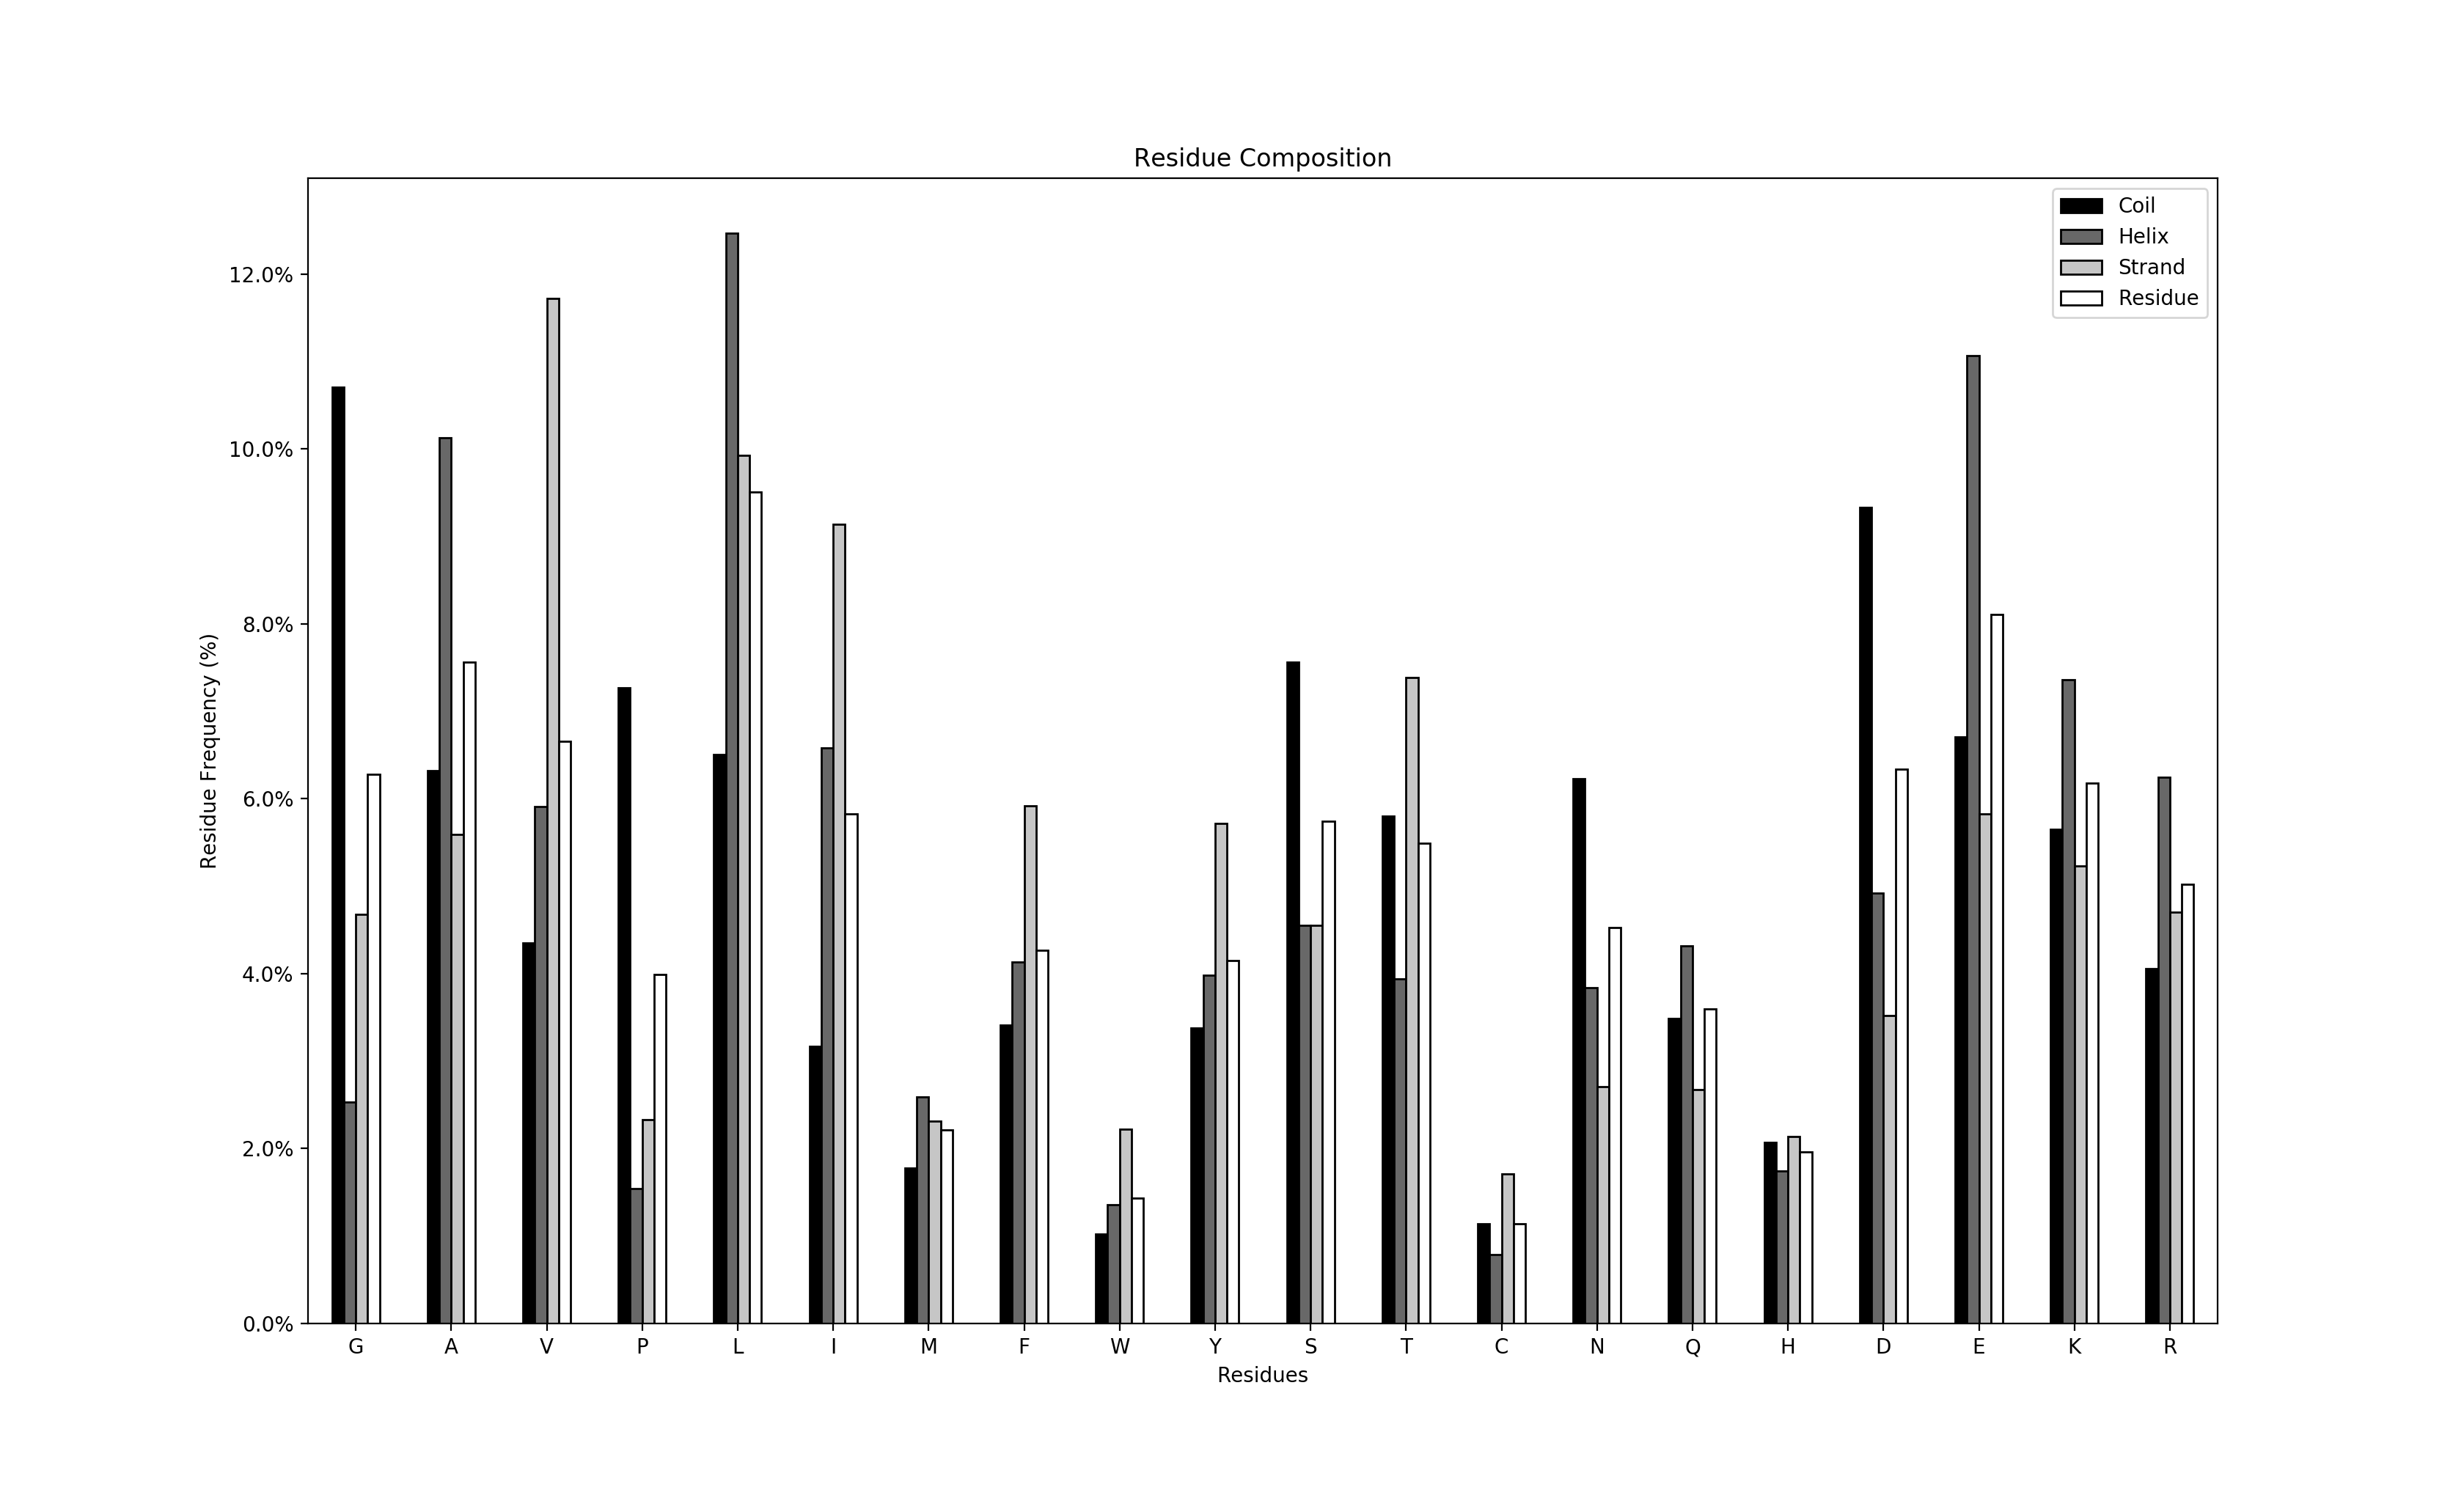 Residue Composition
Coil
Helix
Strand
Residue
12.0%
10.0%
8.0%
6.0%
4.0%
2.0%
0.0%
Residue Frequency (%)
G A V P L I M F W Y S T C N Q H D E K R
Residues